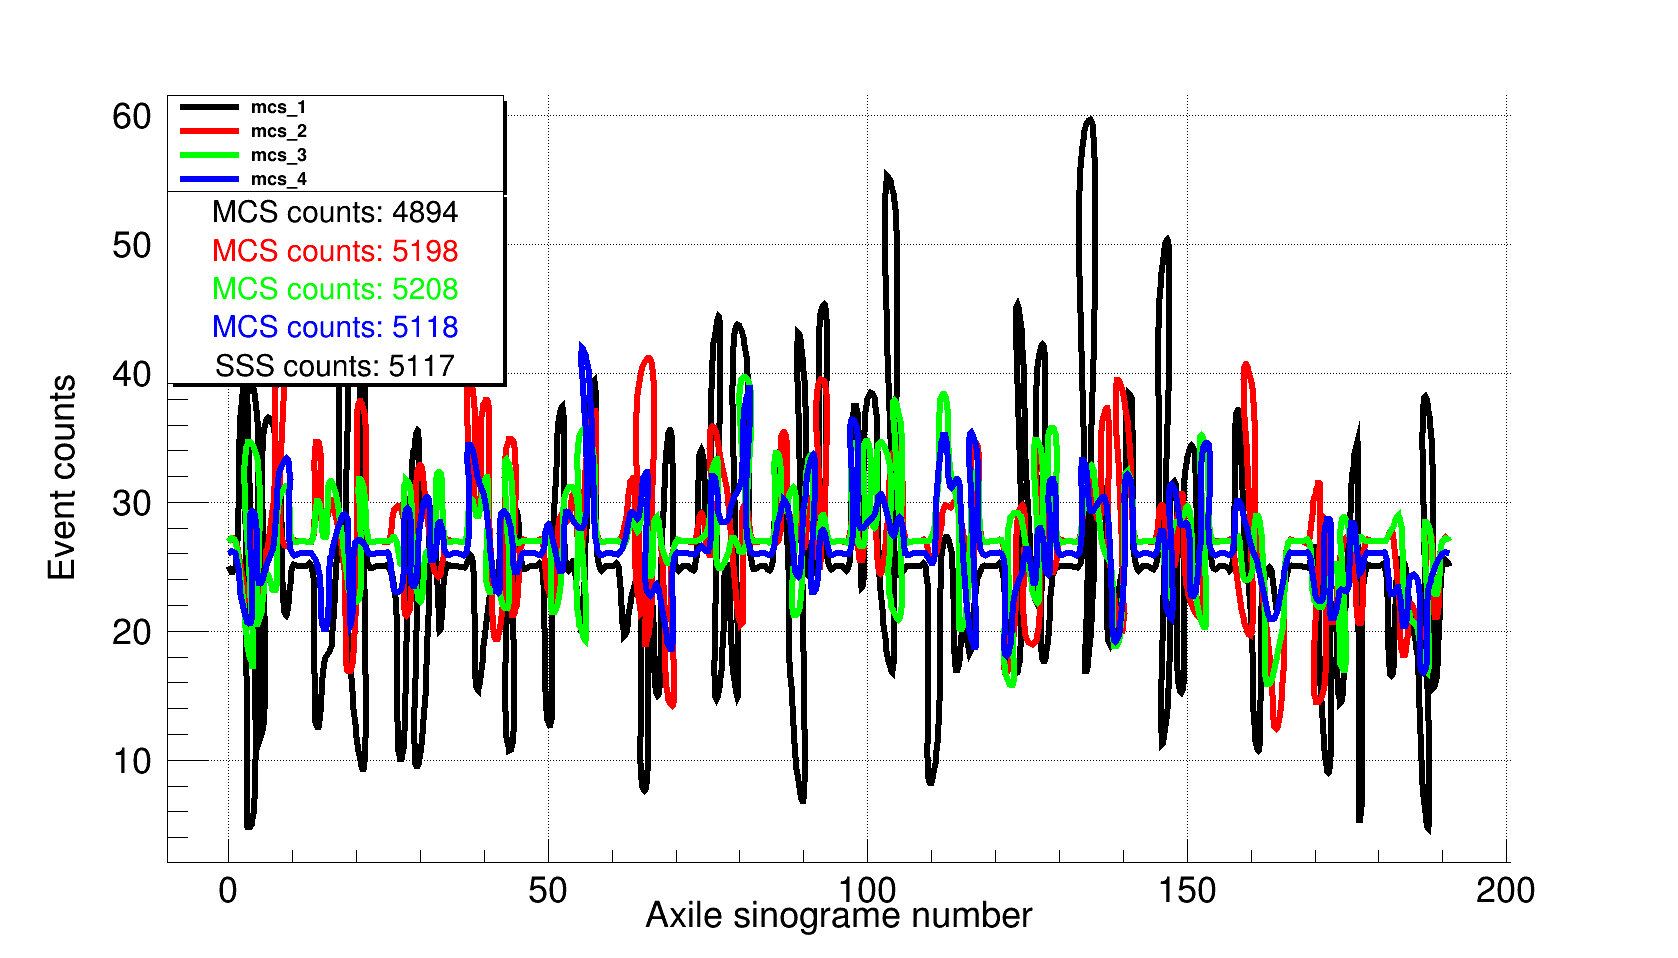 mcs_1
mcs_2
mcs_3
mcs_4
MCS counts: 4894
MCS counts: 5198
MCS counts: 5208
MCS counts: 5118
SSS counts: 5117
60
50
40
30
20
10
Event counts
0 50 100 150 200
Axile sinograme number